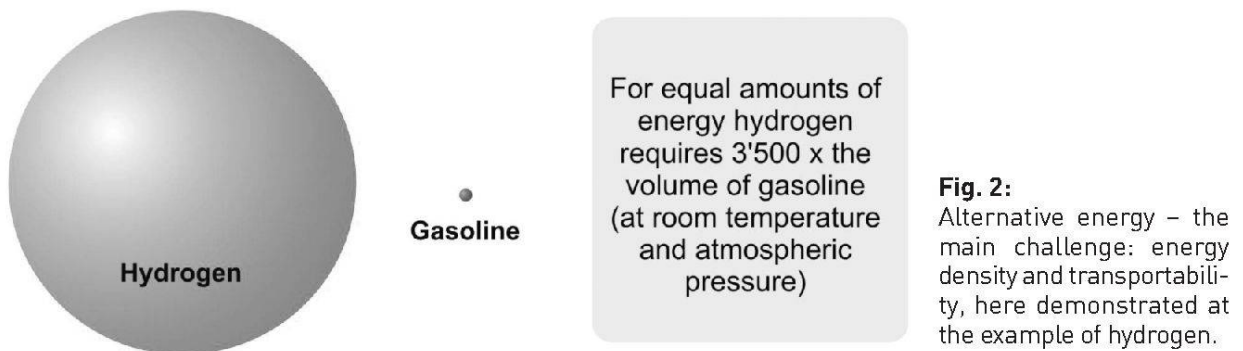 Hydrogen
Gasoline
For equal amounts of
energy hydrogen
requires 3'500 x the
volume of gasoline
(at room temperature
and atmospheric
pressure)
Fig. 2:
Alternative energy – the
main challenge: energy
density and transportabili-
ty, here demonstrated at
the example of hydrogen.